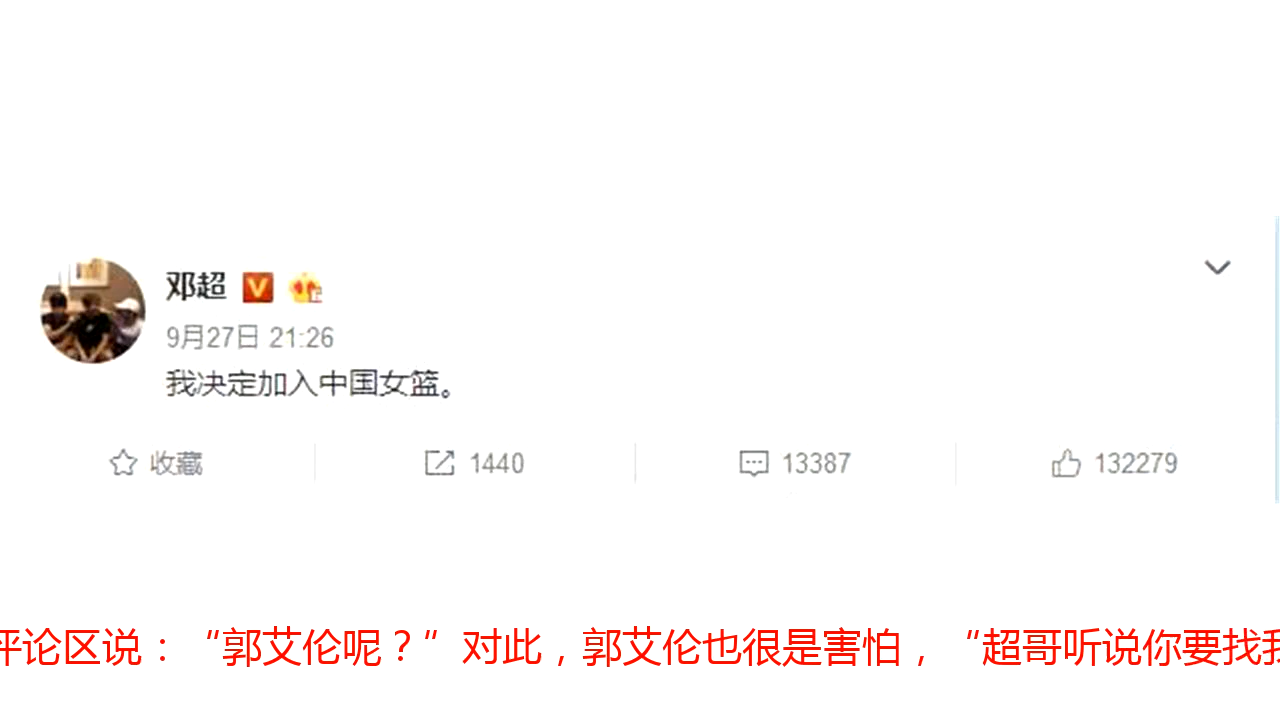 邓超
9月27日 21:26
我决定加入中国女篮。
收藏
1440
13387
132279
评论区说：“郭艾伦呢？”对此，郭艾伦也很是害怕，“超哥听说你要找我